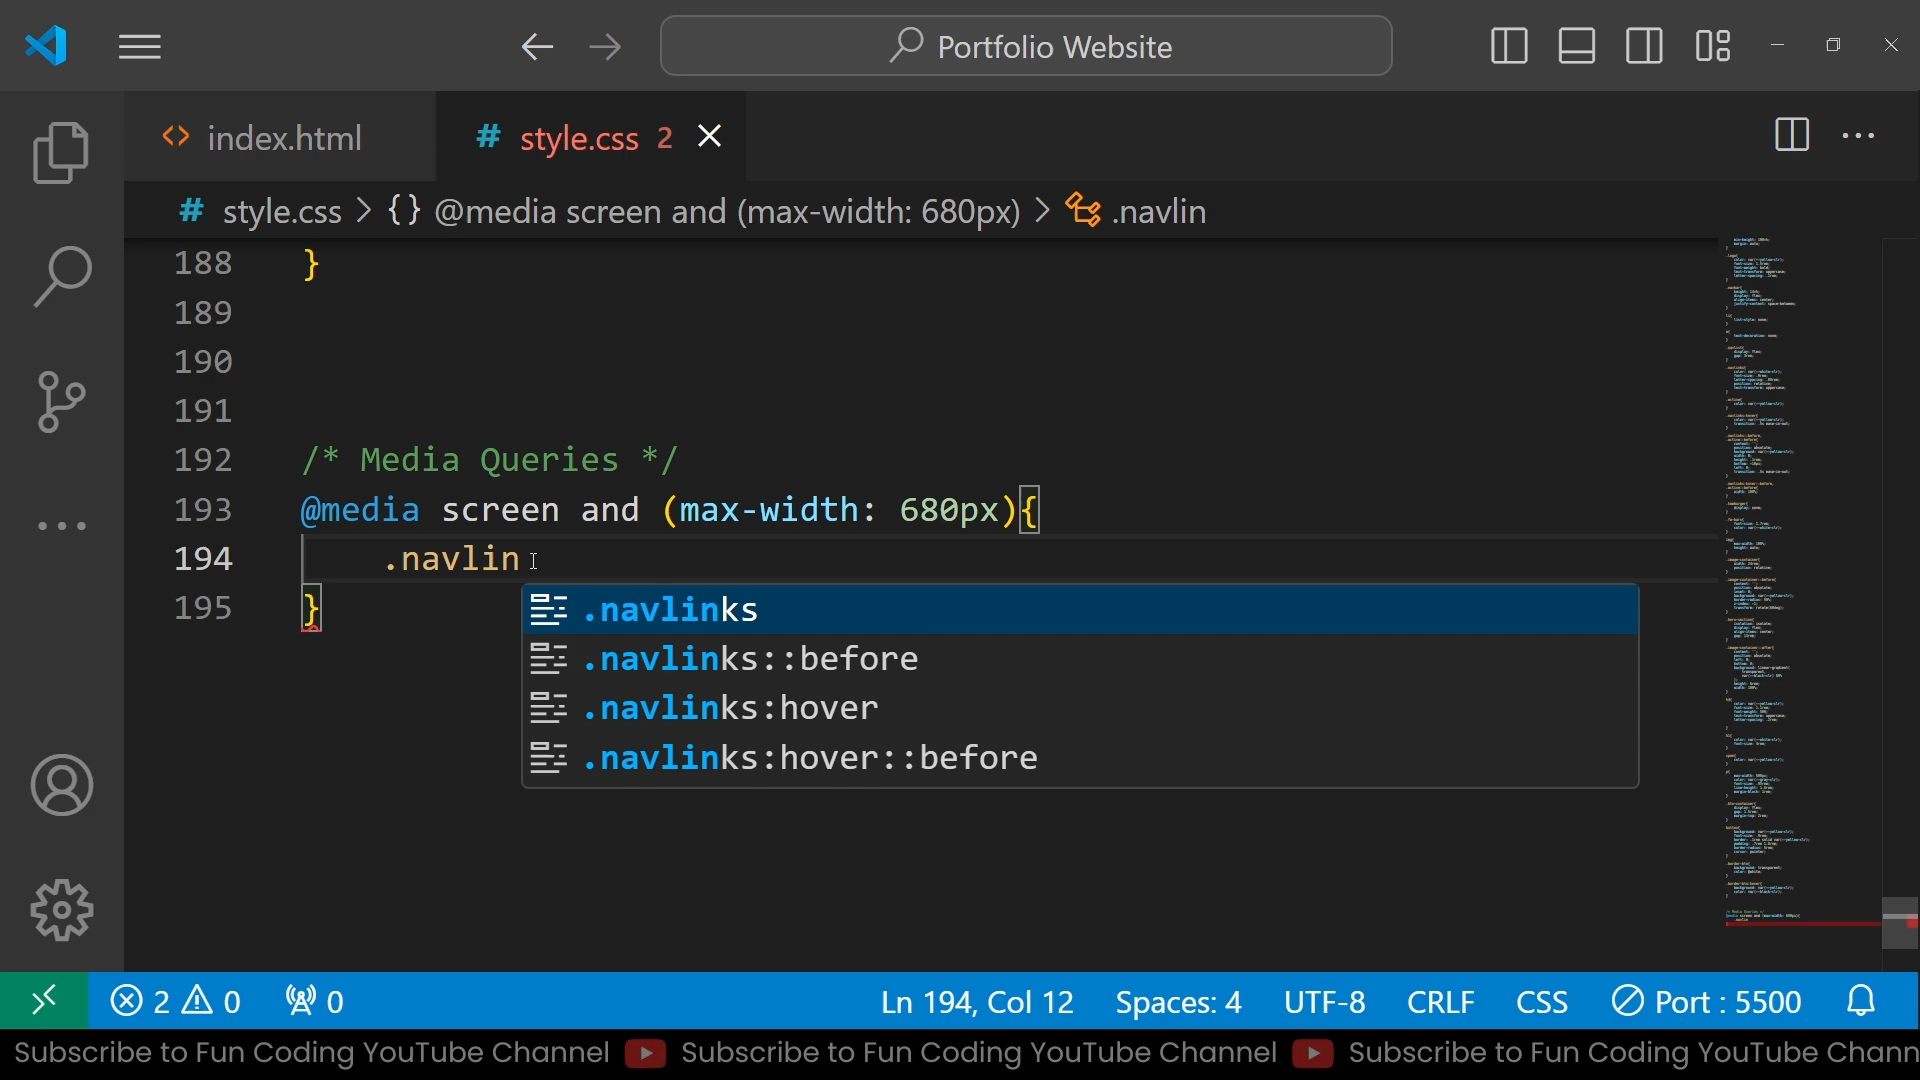 Portfolio Website
index.html
# style.css 2
# style.css > {} @media screen and (max-width: 680px) > .navlin
188 }
189
190
191
192 /* Media Queries */
193 @media screen and (max-width: 680px){
194 .navlin
195 }
.navlinks
.navlinks::before
.navlinks:hover
.navlinks:hover::before
2 0 0 Ln 194, Col 12 Spaces: 4 UTF-8 CRLF CSS Port : 5500
Subscribe to Fun Coding YouTube Channel Subscribe to Fun Coding YouTube Channel Subscribe to Fun Coding YouTube Chann